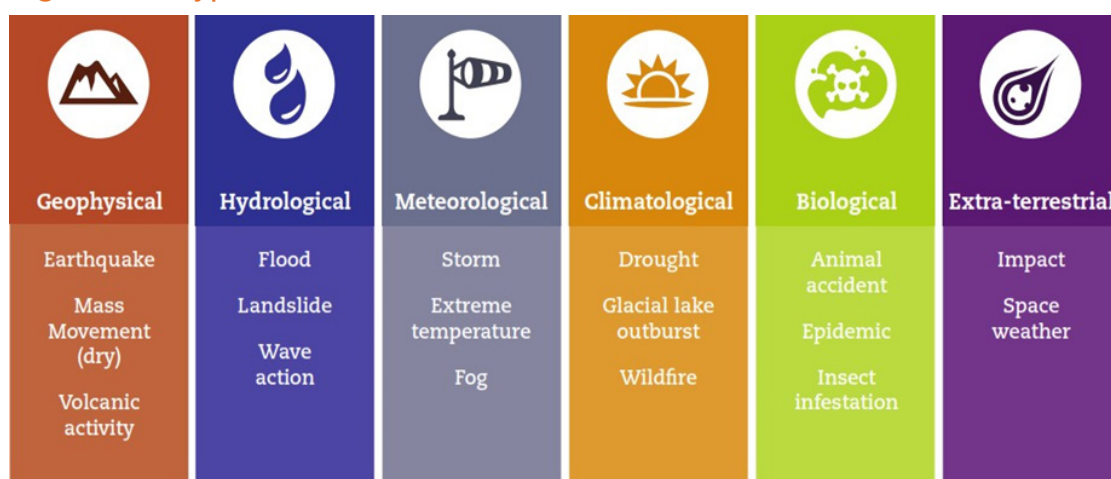 Geophysical
Earthquake
Mass
Movement
(dry)
Volcanic
activity
Hydrological
Flood
Landslide
Wave
action
Meteorological
Storm
Extreme
temperature
Fog
Climatological
Drought
Glacial lake
outburst
Wildfire
Biological
Animal
accident
Epidemic
Insect
infestation
Extra-terrestrial
Impact
Space
weather